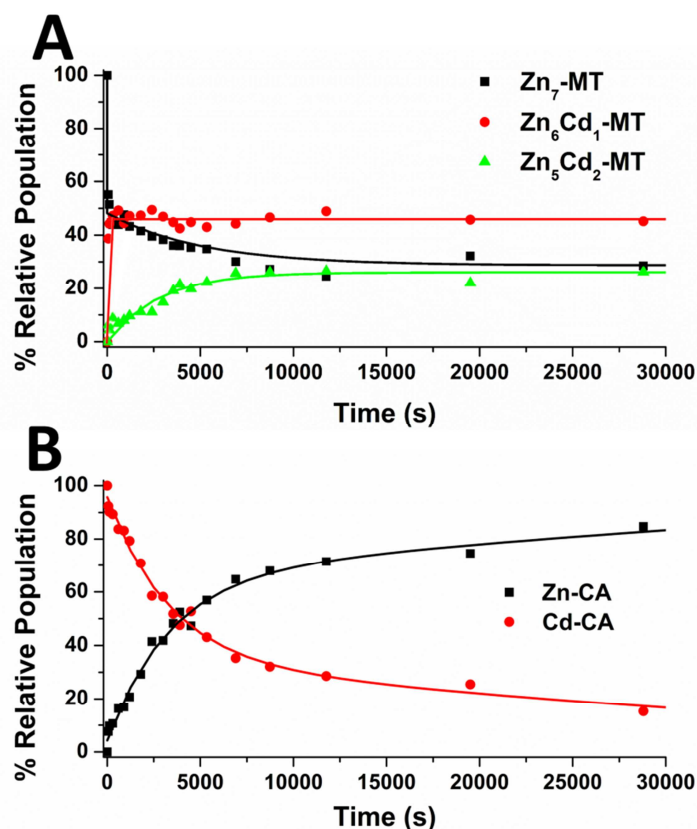 A
% Relative Population
100
80
60
40
20
0
Zn₇-MT
Zn₆Cd₁-MT
Zn₅Cd₂-MT
0 5000 10000 15000 20000 25000 30000
Time (s)
B
% Relative Population
100
80
60
40
20
0
Zn-CA
Cd-CA
0 5000 10000 15000 20000 25000 30000
Time (s)